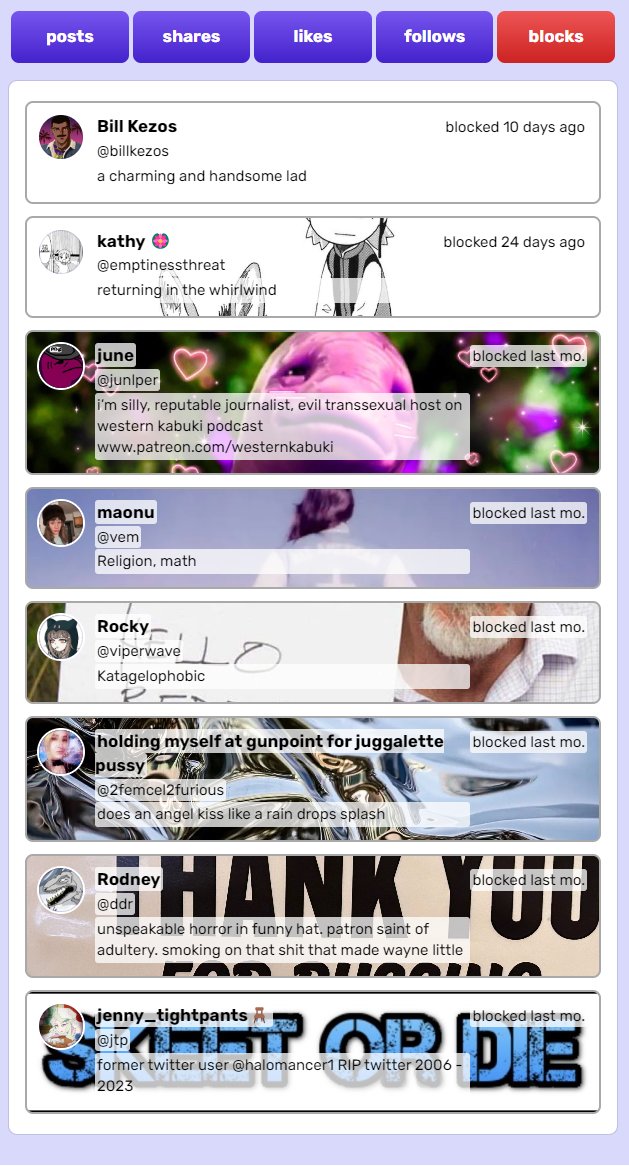 posts shares likes follows blocks
Bill Kezos blocked 10 days ago
@billkezos
a charming and handsome lad
kathy blocked 24 days ago
@emptinessthreat
returning in the whirlwind
june blocked last mo.
@junlper
i'm silly, reputable journalist, evil transsexual host on
western kabuki podcast
www.patreon.com/westernkabuki
maonu blocked last mo.
@vem
Religion, math
Rocky blocked last mo.
@viperwave
HELLO
Katagelophobic
holding myself at gunpoint for juggalette blocked last mo.
pussy
@2femcel2furious
does an angel kiss like a rain drops splash
Rodney blocked last mo.
THANK YOU
@ddr
unspeakable horror in funny hat. patron saint of
adultery. smoking on that shit that made wayne little
FOR
jenny_tightpants blocked last mo.
@jtp
SKEET OR DIE
former twitter user @halomancer1 RIP twitter 2006 -
2023